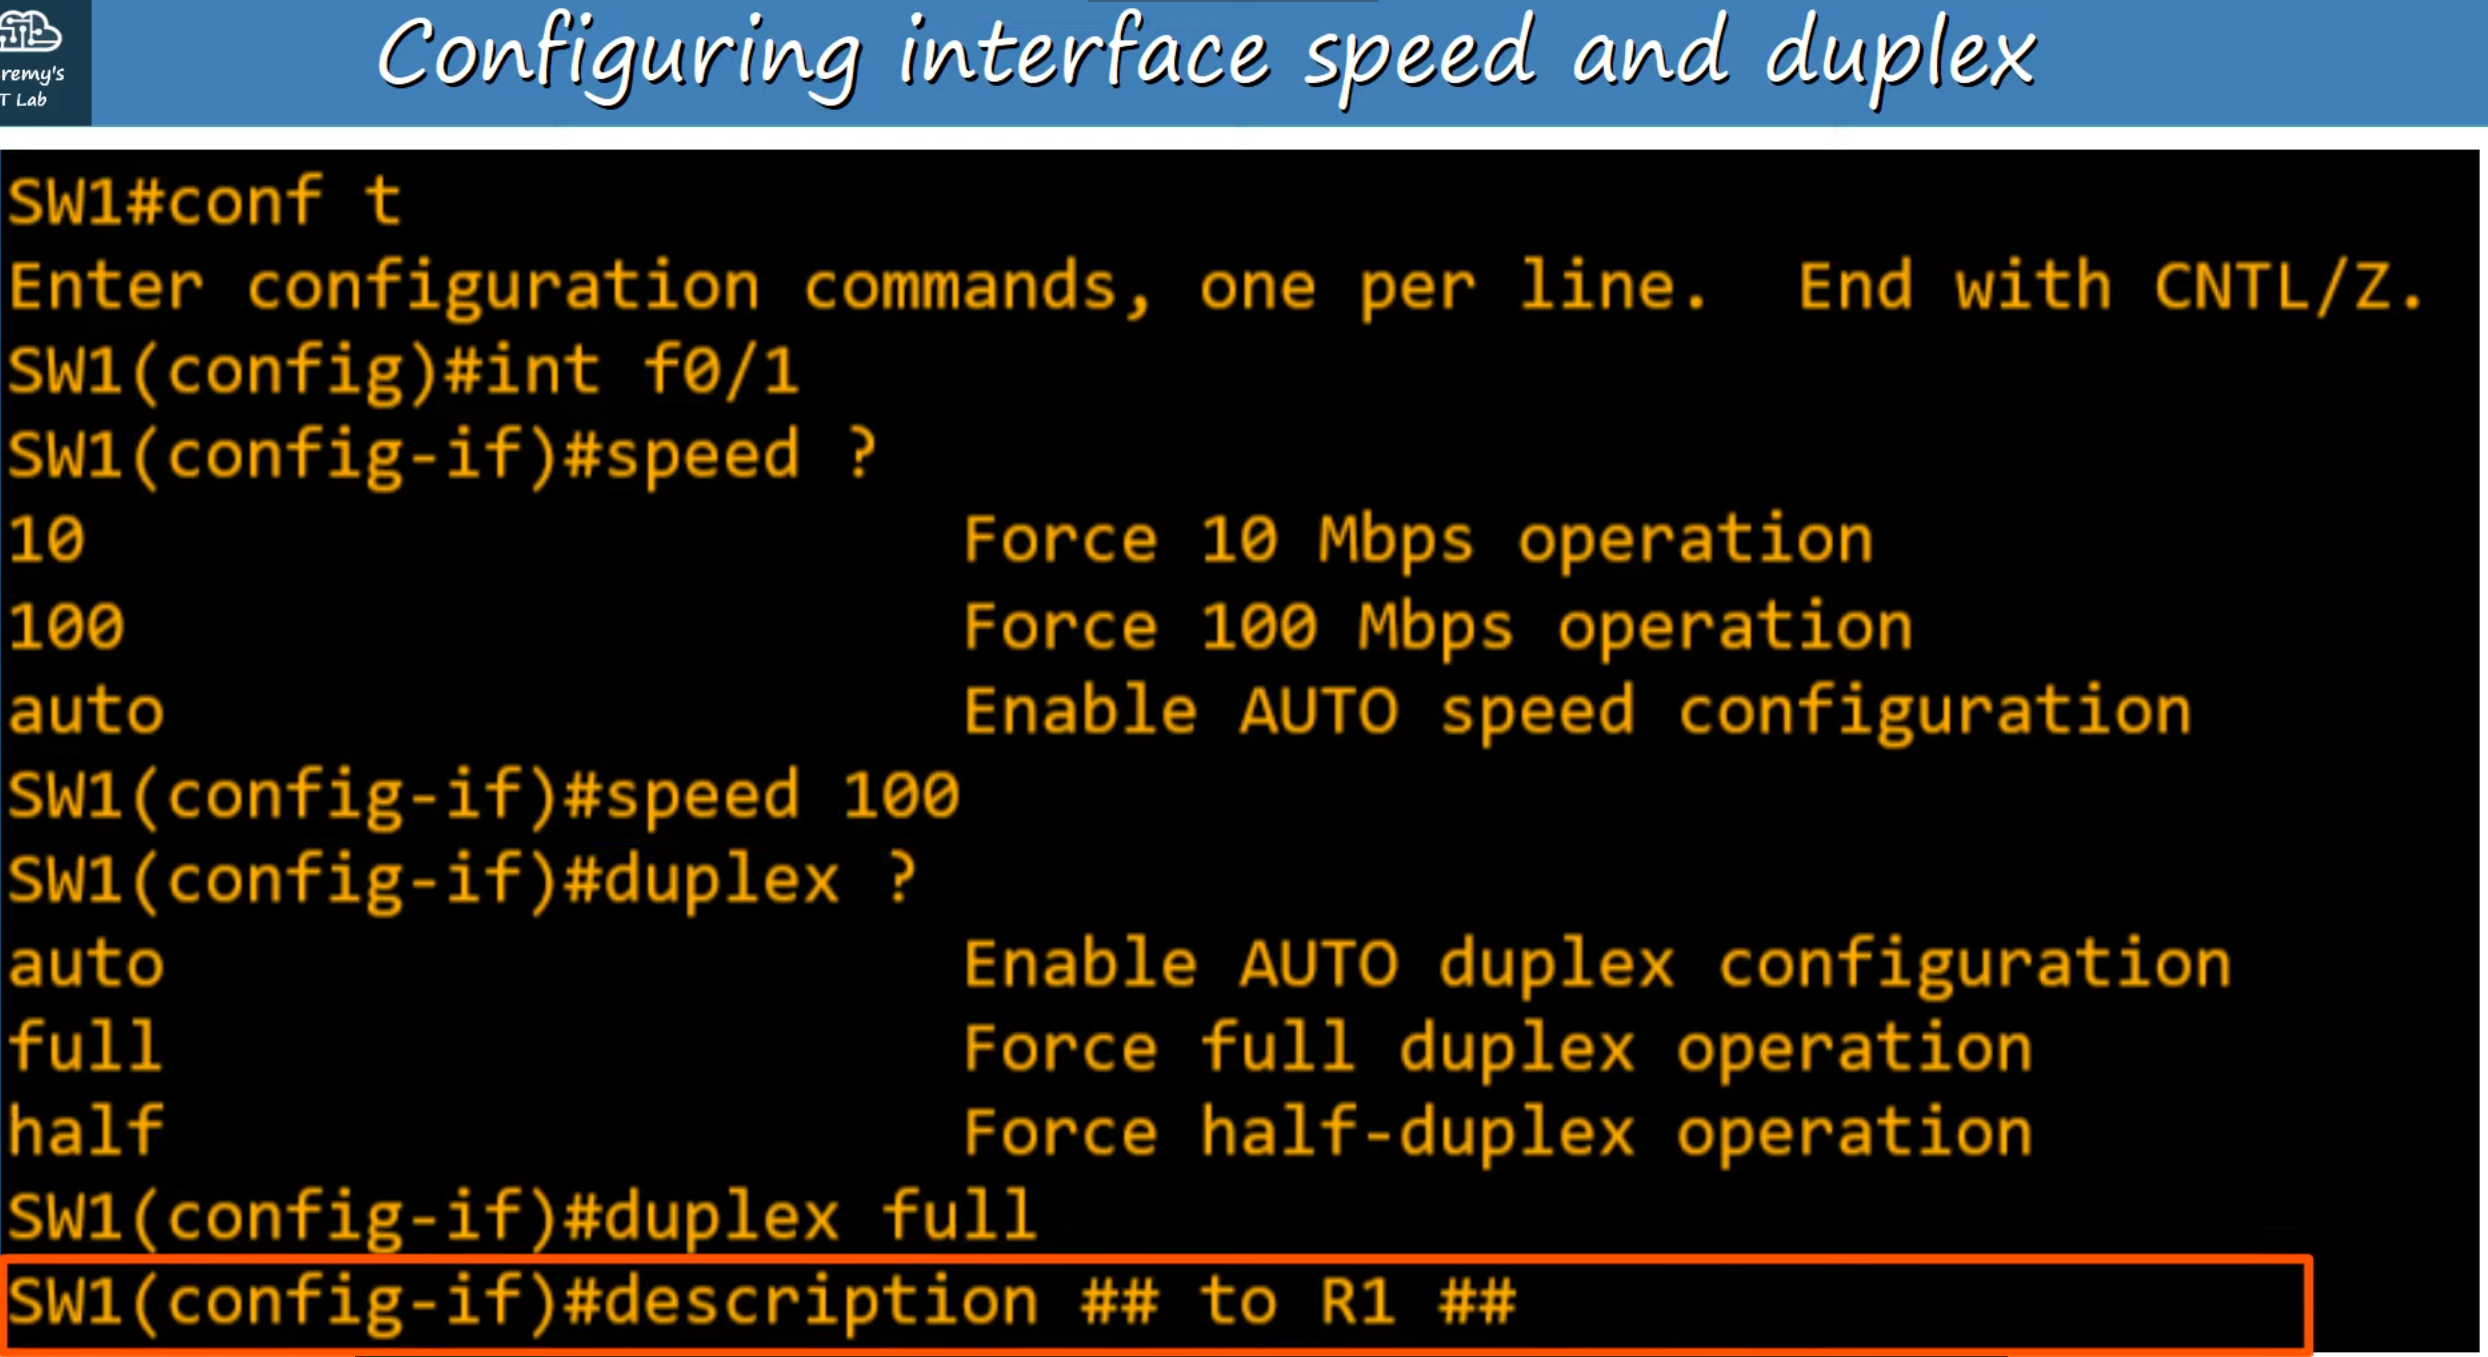 remy's
T Lab
Configuring interface speed and duplex
SW1#conf t
Enter configuration commands, one per line.  End with CNTL/Z.
SW1(config)#int f0/1
SW1(config-if)#speed ?
10 Force 10 Mbps operation
100 Force 100 Mbps operation
auto Enable AUTO speed configuration
SW1(config-if)#speed 100
SW1(config-if)#duplex ?
auto Enable AUTO duplex configuration
full Force full duplex operation
half Force half-duplex operation
SW1(config-if)#duplex full
SW1(config-if)#description ## to R1 ##